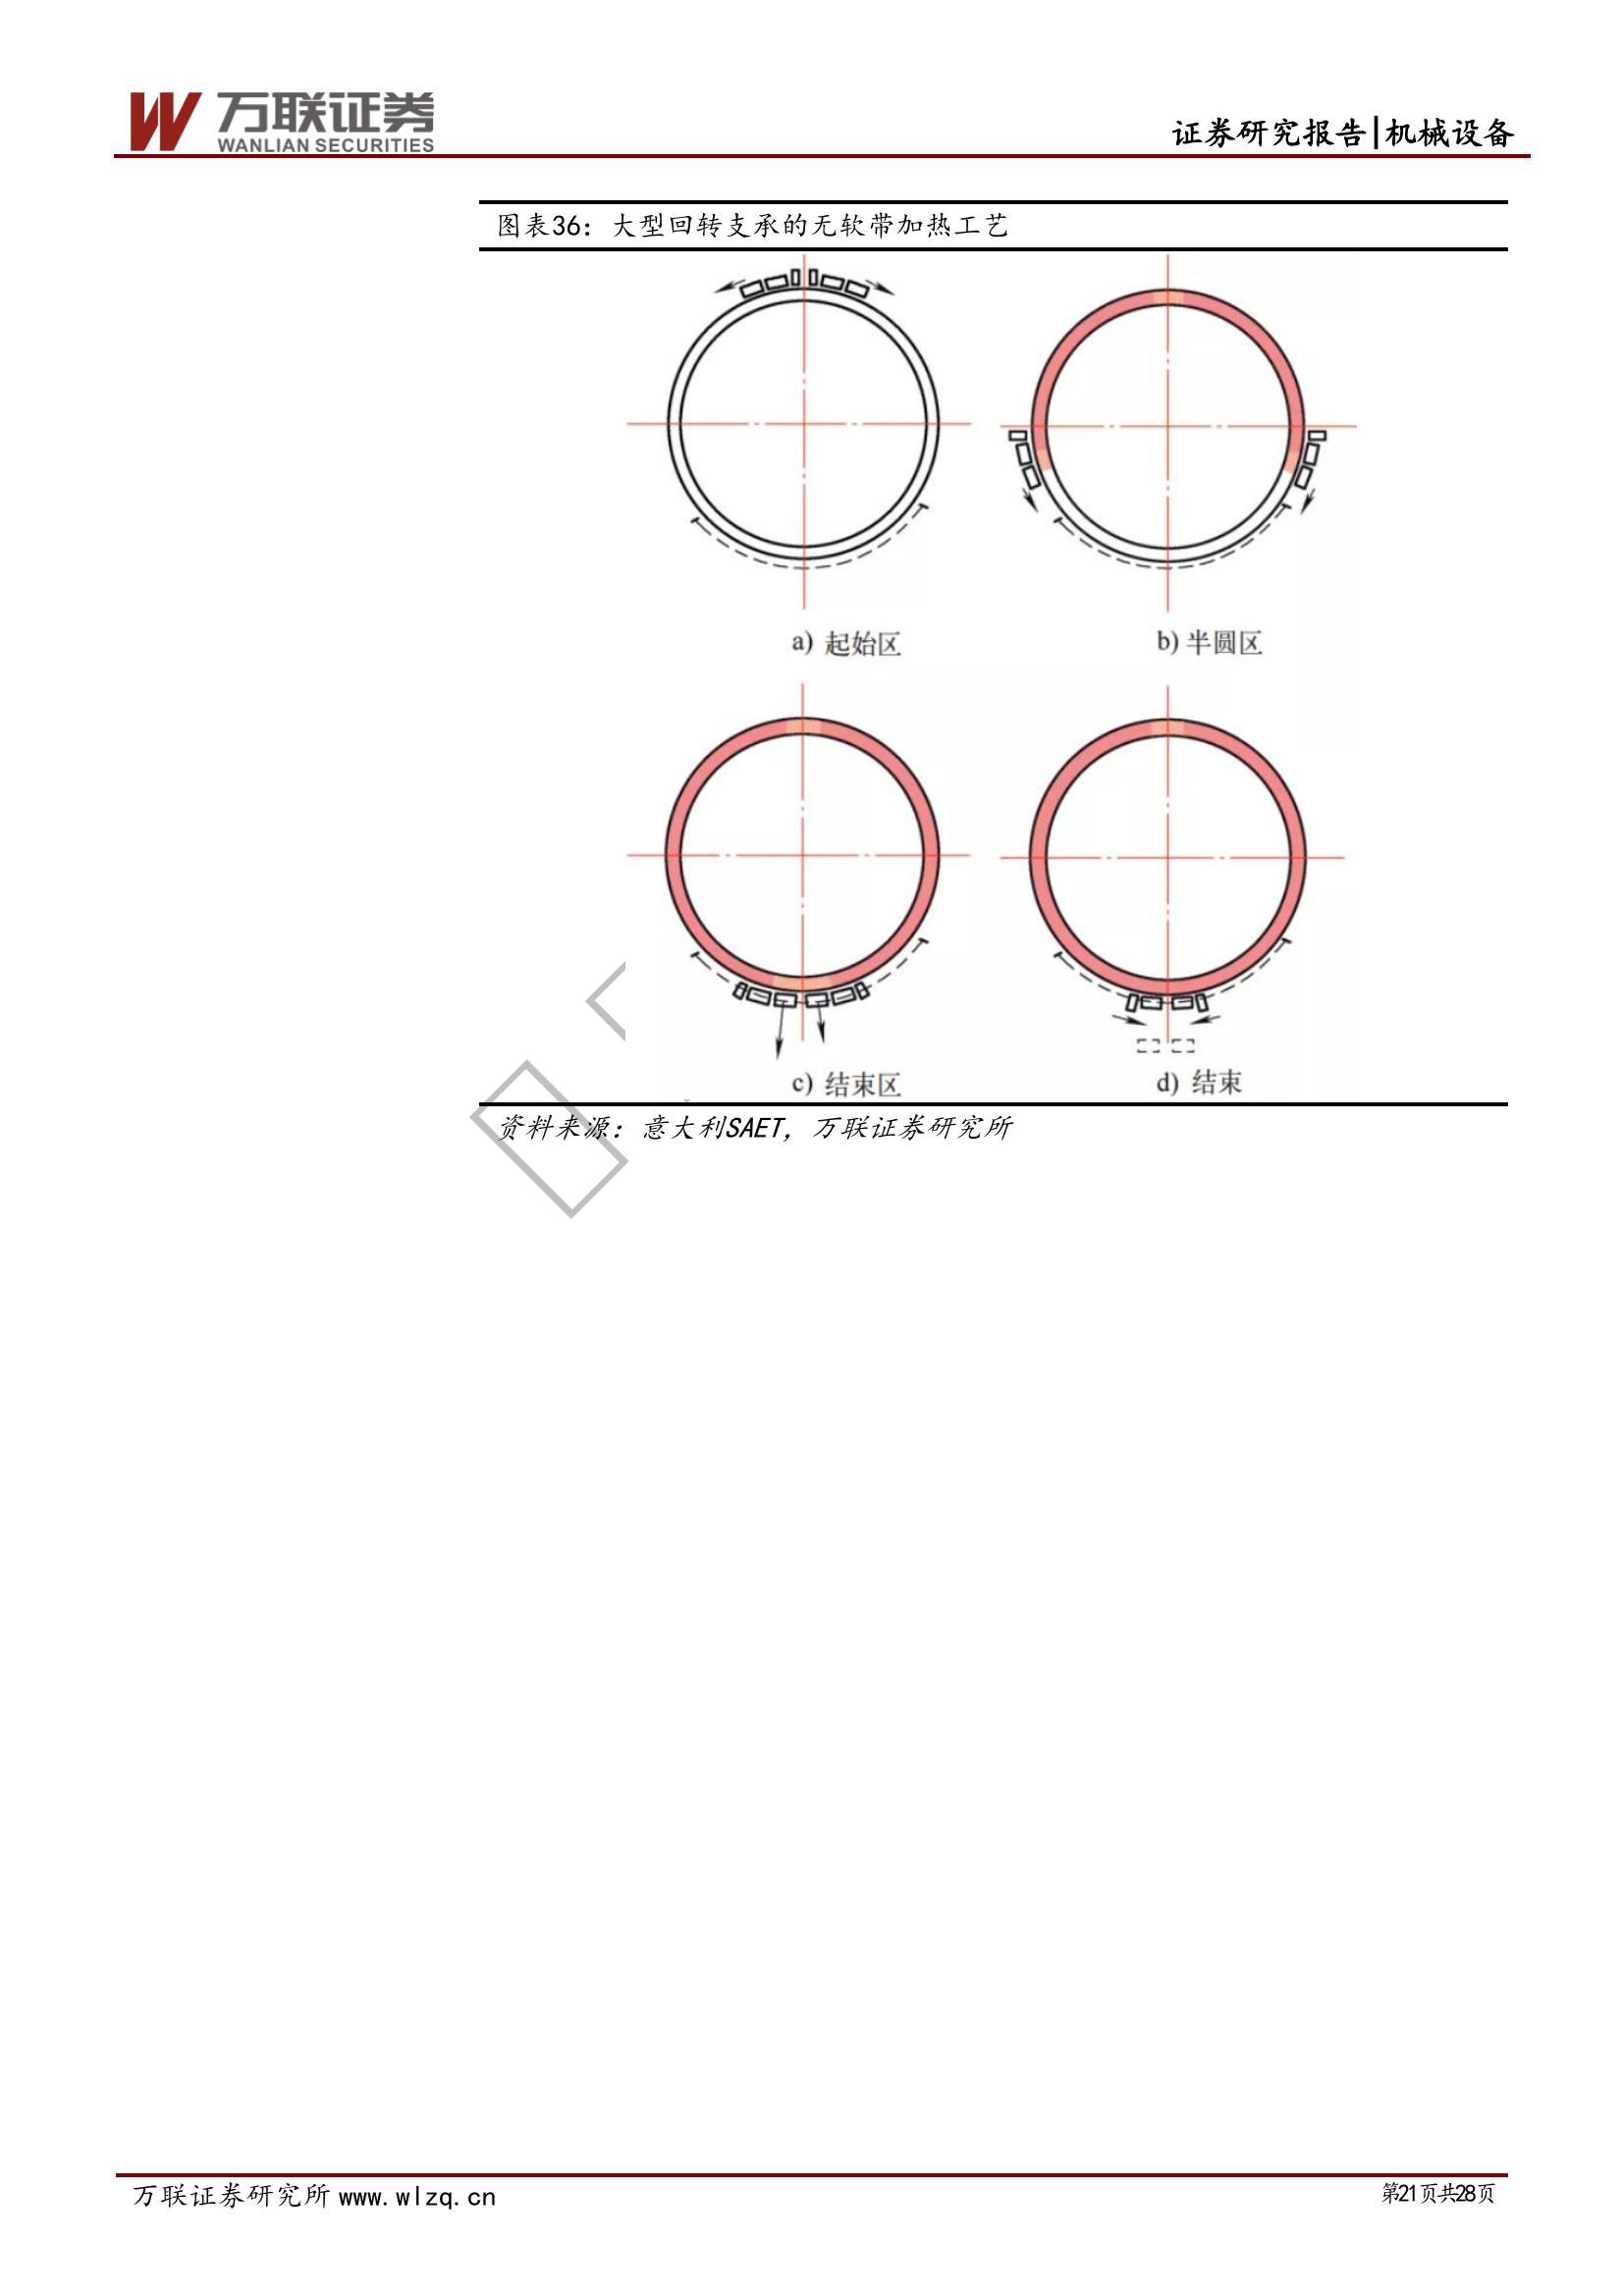 万联证券
WANLIAN SECURITIES
证券研究报告|机械设备
图表36：大型回转支承的无软带加热工艺
a) 起始区
b) 半圆区
c) 结束区
d) 结束
资料来源：意大利SAET，万联证券研究所
万联证券研究所 www.wlzq.cn
第21页共28页